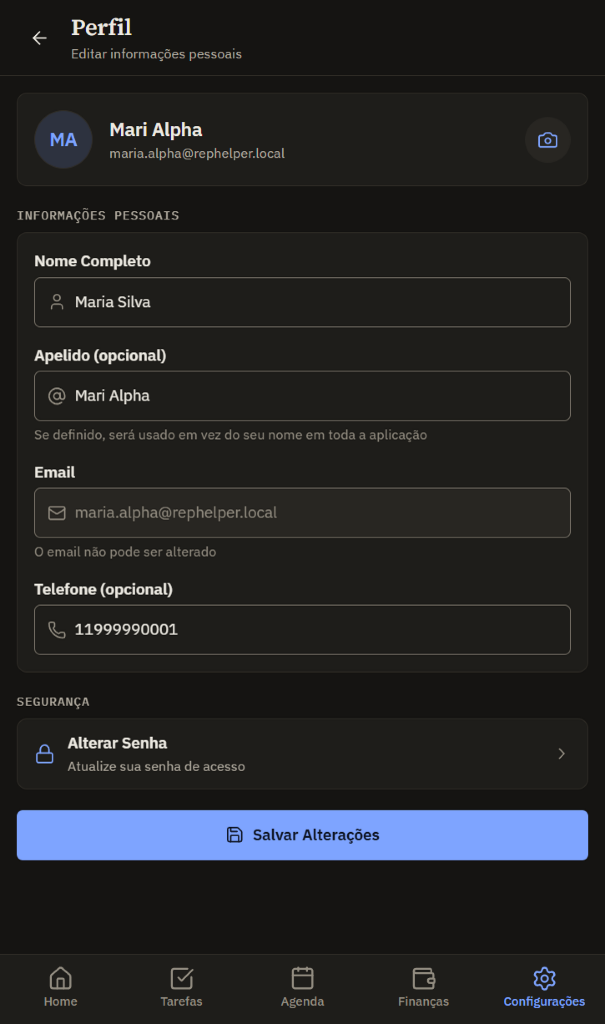 Perfil
Editar informações pessoais
MA
Mari Alpha
maria.alpha@rephelper.local
INFORMAÇÕES PESSOAIS
Nome Completo
Maria Silva
Apelido (opcional)
Mari Alpha
Se definido, será usado em vez do seu nome em toda a aplicação
Email
maria.alpha@rephelper.local
O email não pode ser alterado
Telefone (opcional)
11999990001
SEGURANÇA
Alterar Senha
Atualize sua senha de acesso
Salvar Alterações
Home
Tarefas
Agenda
Finanças
Configurações